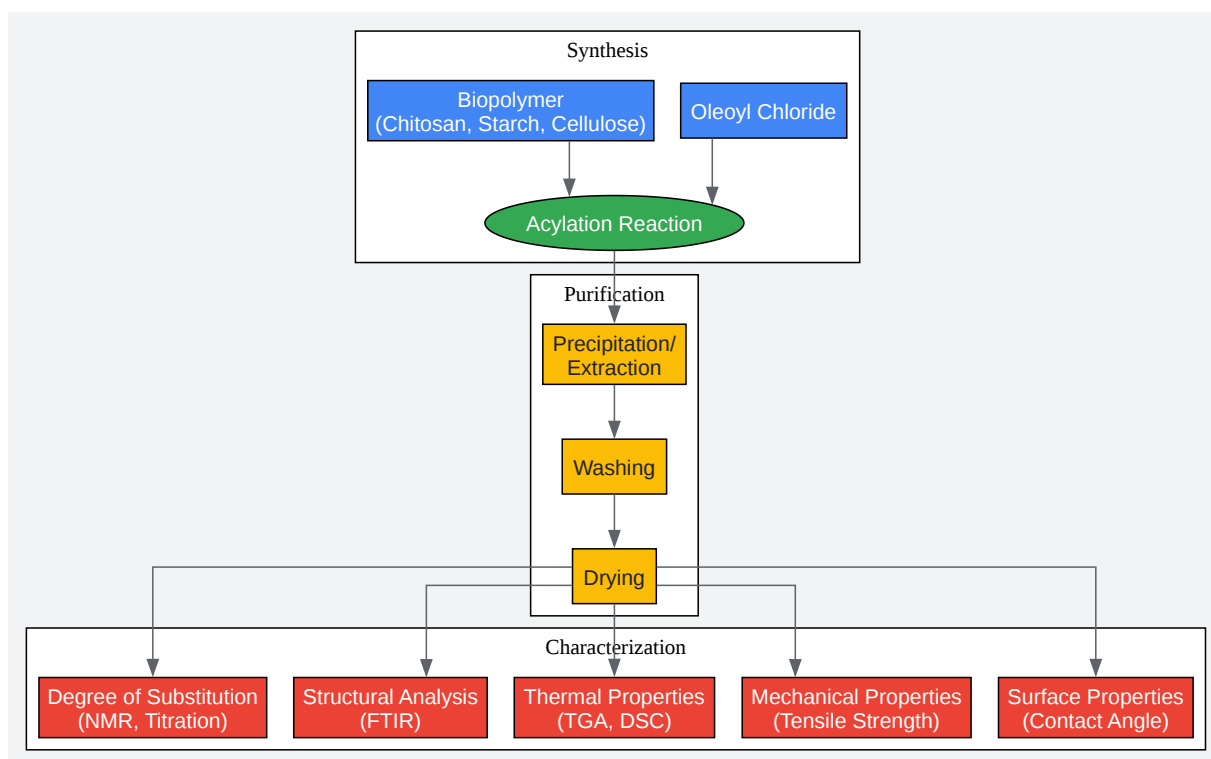 Synthesis
Biopolymer
(Chitosan, Starch, Cellulose)
Oleoyl Chloride
Acylation Reaction
Purification
Precipitation/
Extraction
Washing
Drying
Characterization
Degree of Substitution
(NMR, Titration)
Structural Analysis
(FTIR)
Thermal Properties
(TGA, DSC)
Mechanical Properties
(Tensile Strength)
Surface Properties
(Contact Angle)